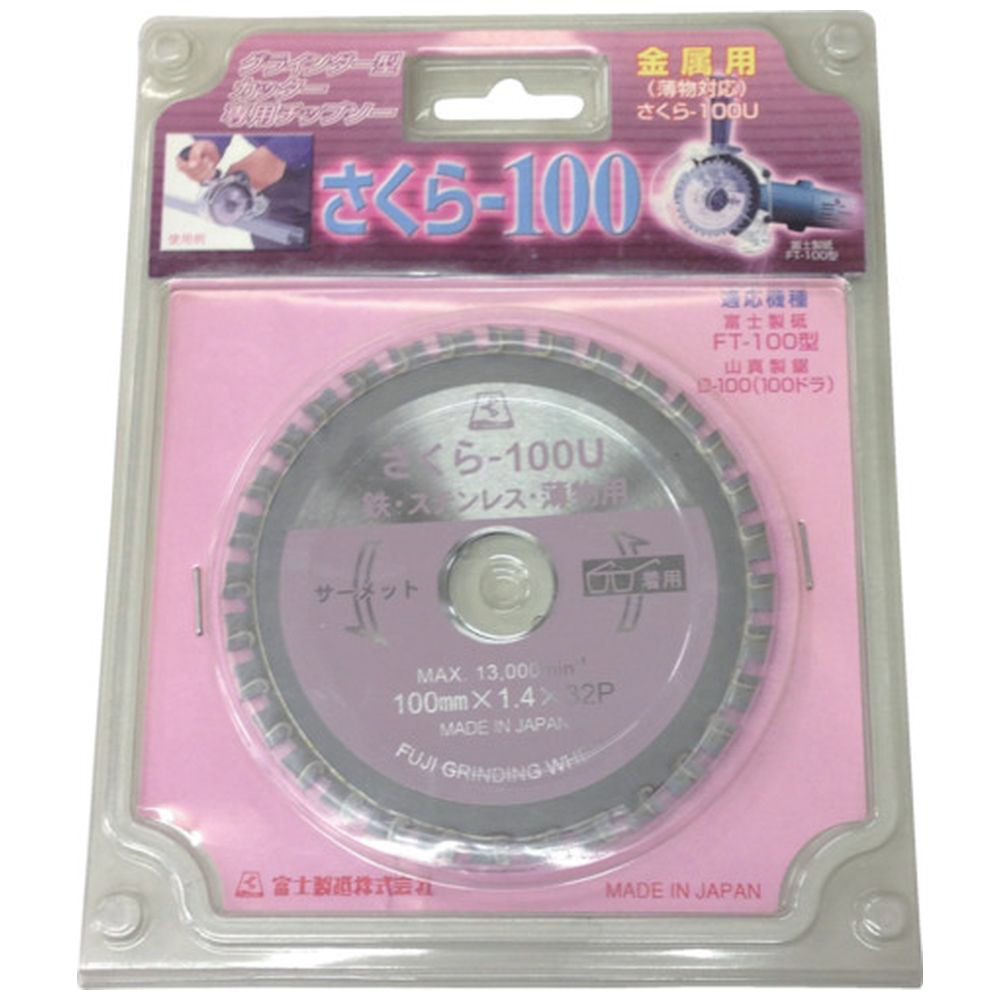 グラインダー型
カッター
専用チップソー
金属用
(薄物対応)
さくら-100U
さくら-100
使用例
富士製砥
FT-100型
適応機種
富士製砥
FT-100型
山真製鋸
-100(100ドラ)
さくら-100U
鉄・ステンレス・薄物用
サーメット
着用
MAX. 13,000min⁻¹
100mm×1.4×32P
MADE IN JAPAN
FUJI GRINDING
富士製砥株式会社
MADE IN JAPAN